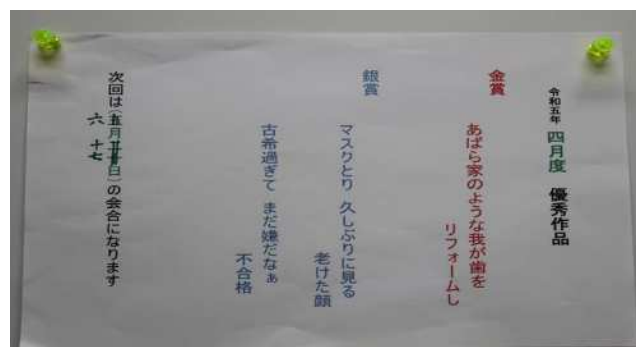 令和五年 四月度 優秀作品
金賞
あばら家のような我が歯を
リフォームし
銀賞
マスクとり 久しぶりに見る
老けた顔
古希過ぎて まだ嫌だなぁ
不合格
次回は(五月廿日)の会合になります
六 十七